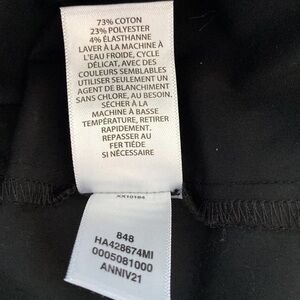 73% COTON
23% POLYESTER
4% ÉLASTHANNE
LAVER À LA MACHINE À
L'EAU FROIDE, CYCLE
DÉLICAT, AVEC DES
COULEURS SEMBLABLES
UTILISER SEULEMENT UN
AGENT DE BLANCHIMENT
SANS CHLORE, AU BESOIN.
SÉCHER À LA
MACHINE À BASSE
TEMPÉRATURE, RETIRER
RAPIDEMENT.
REPASSER AU
FER TIÈDE
SI NÉCESSAIRE
848
HA428674MI
0005081000
ANNIV21